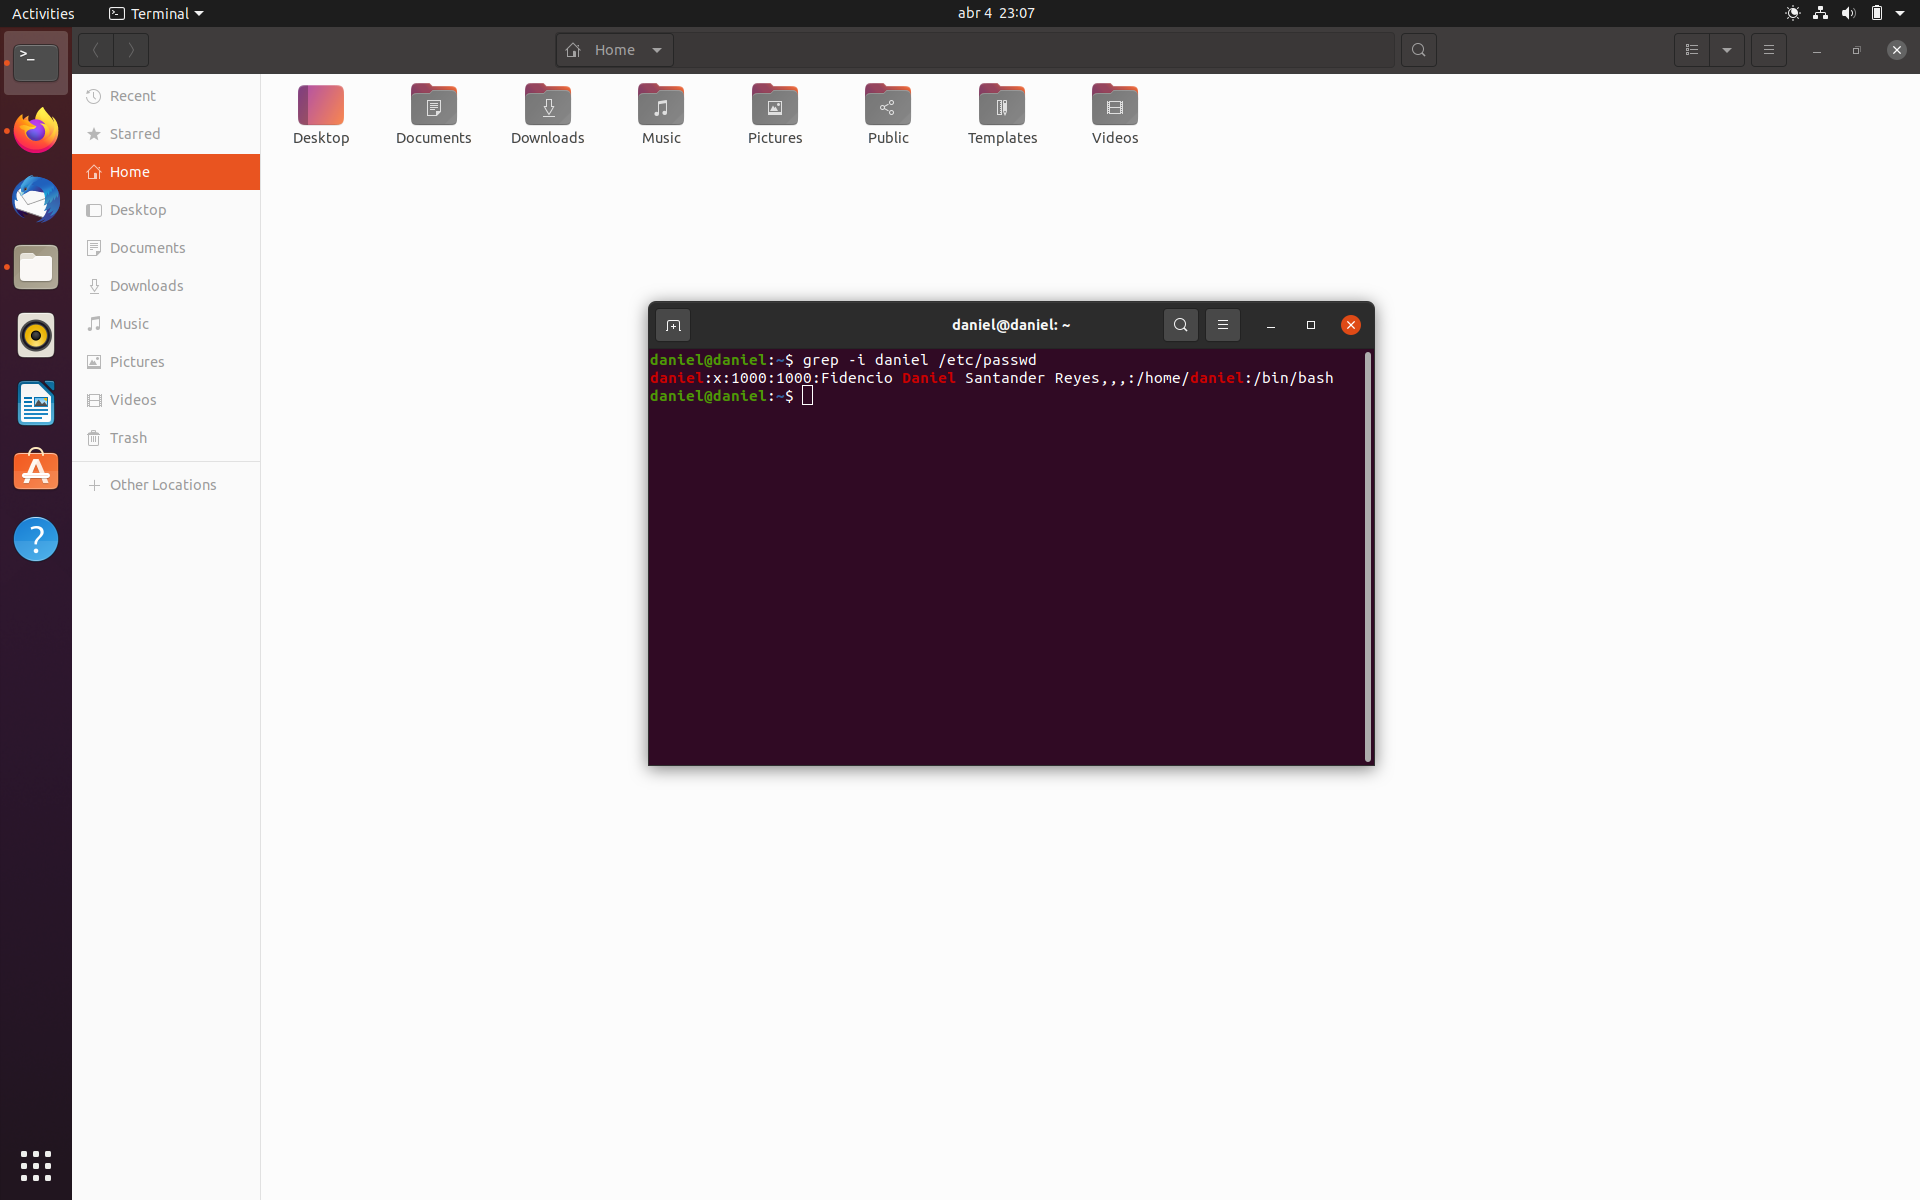 Activities
Terminal
abr 4 23:07
Home
Recent
Starred
Home
Desktop
Documents
Downloads
Music
Pictures
Videos
Trash
Other Locations
Desktop
Documents
Downloads
Music
Pictures
Public
Templates
Videos
daniel@daniel: ~
daniel@daniel:~$ grep -i daniel /etc/passwd
daniel:x:1000:1000:Fidencio Daniel Santander Reyes,,,:/home/daniel:/bin/bash
daniel@daniel:~$